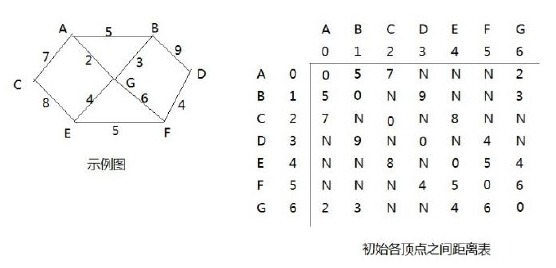 A 5 B
7 2 3 9
C G D
8 4 6 4
E 5 F
示例图
A B C D E F G
0 1 2 3 4 5 6
A 0 0 5 7 N N N 2
B 1 5 0 N 9 N N 3
C 2 7 N 0 N 8 N N
D 3 N 9 N 0 N 4 N
E 4 N N 8 N 0 5 4
F 5 N N N 4 5 0 6
G 6 2 3 N N 4 6 0
初始各顶点之间距离表